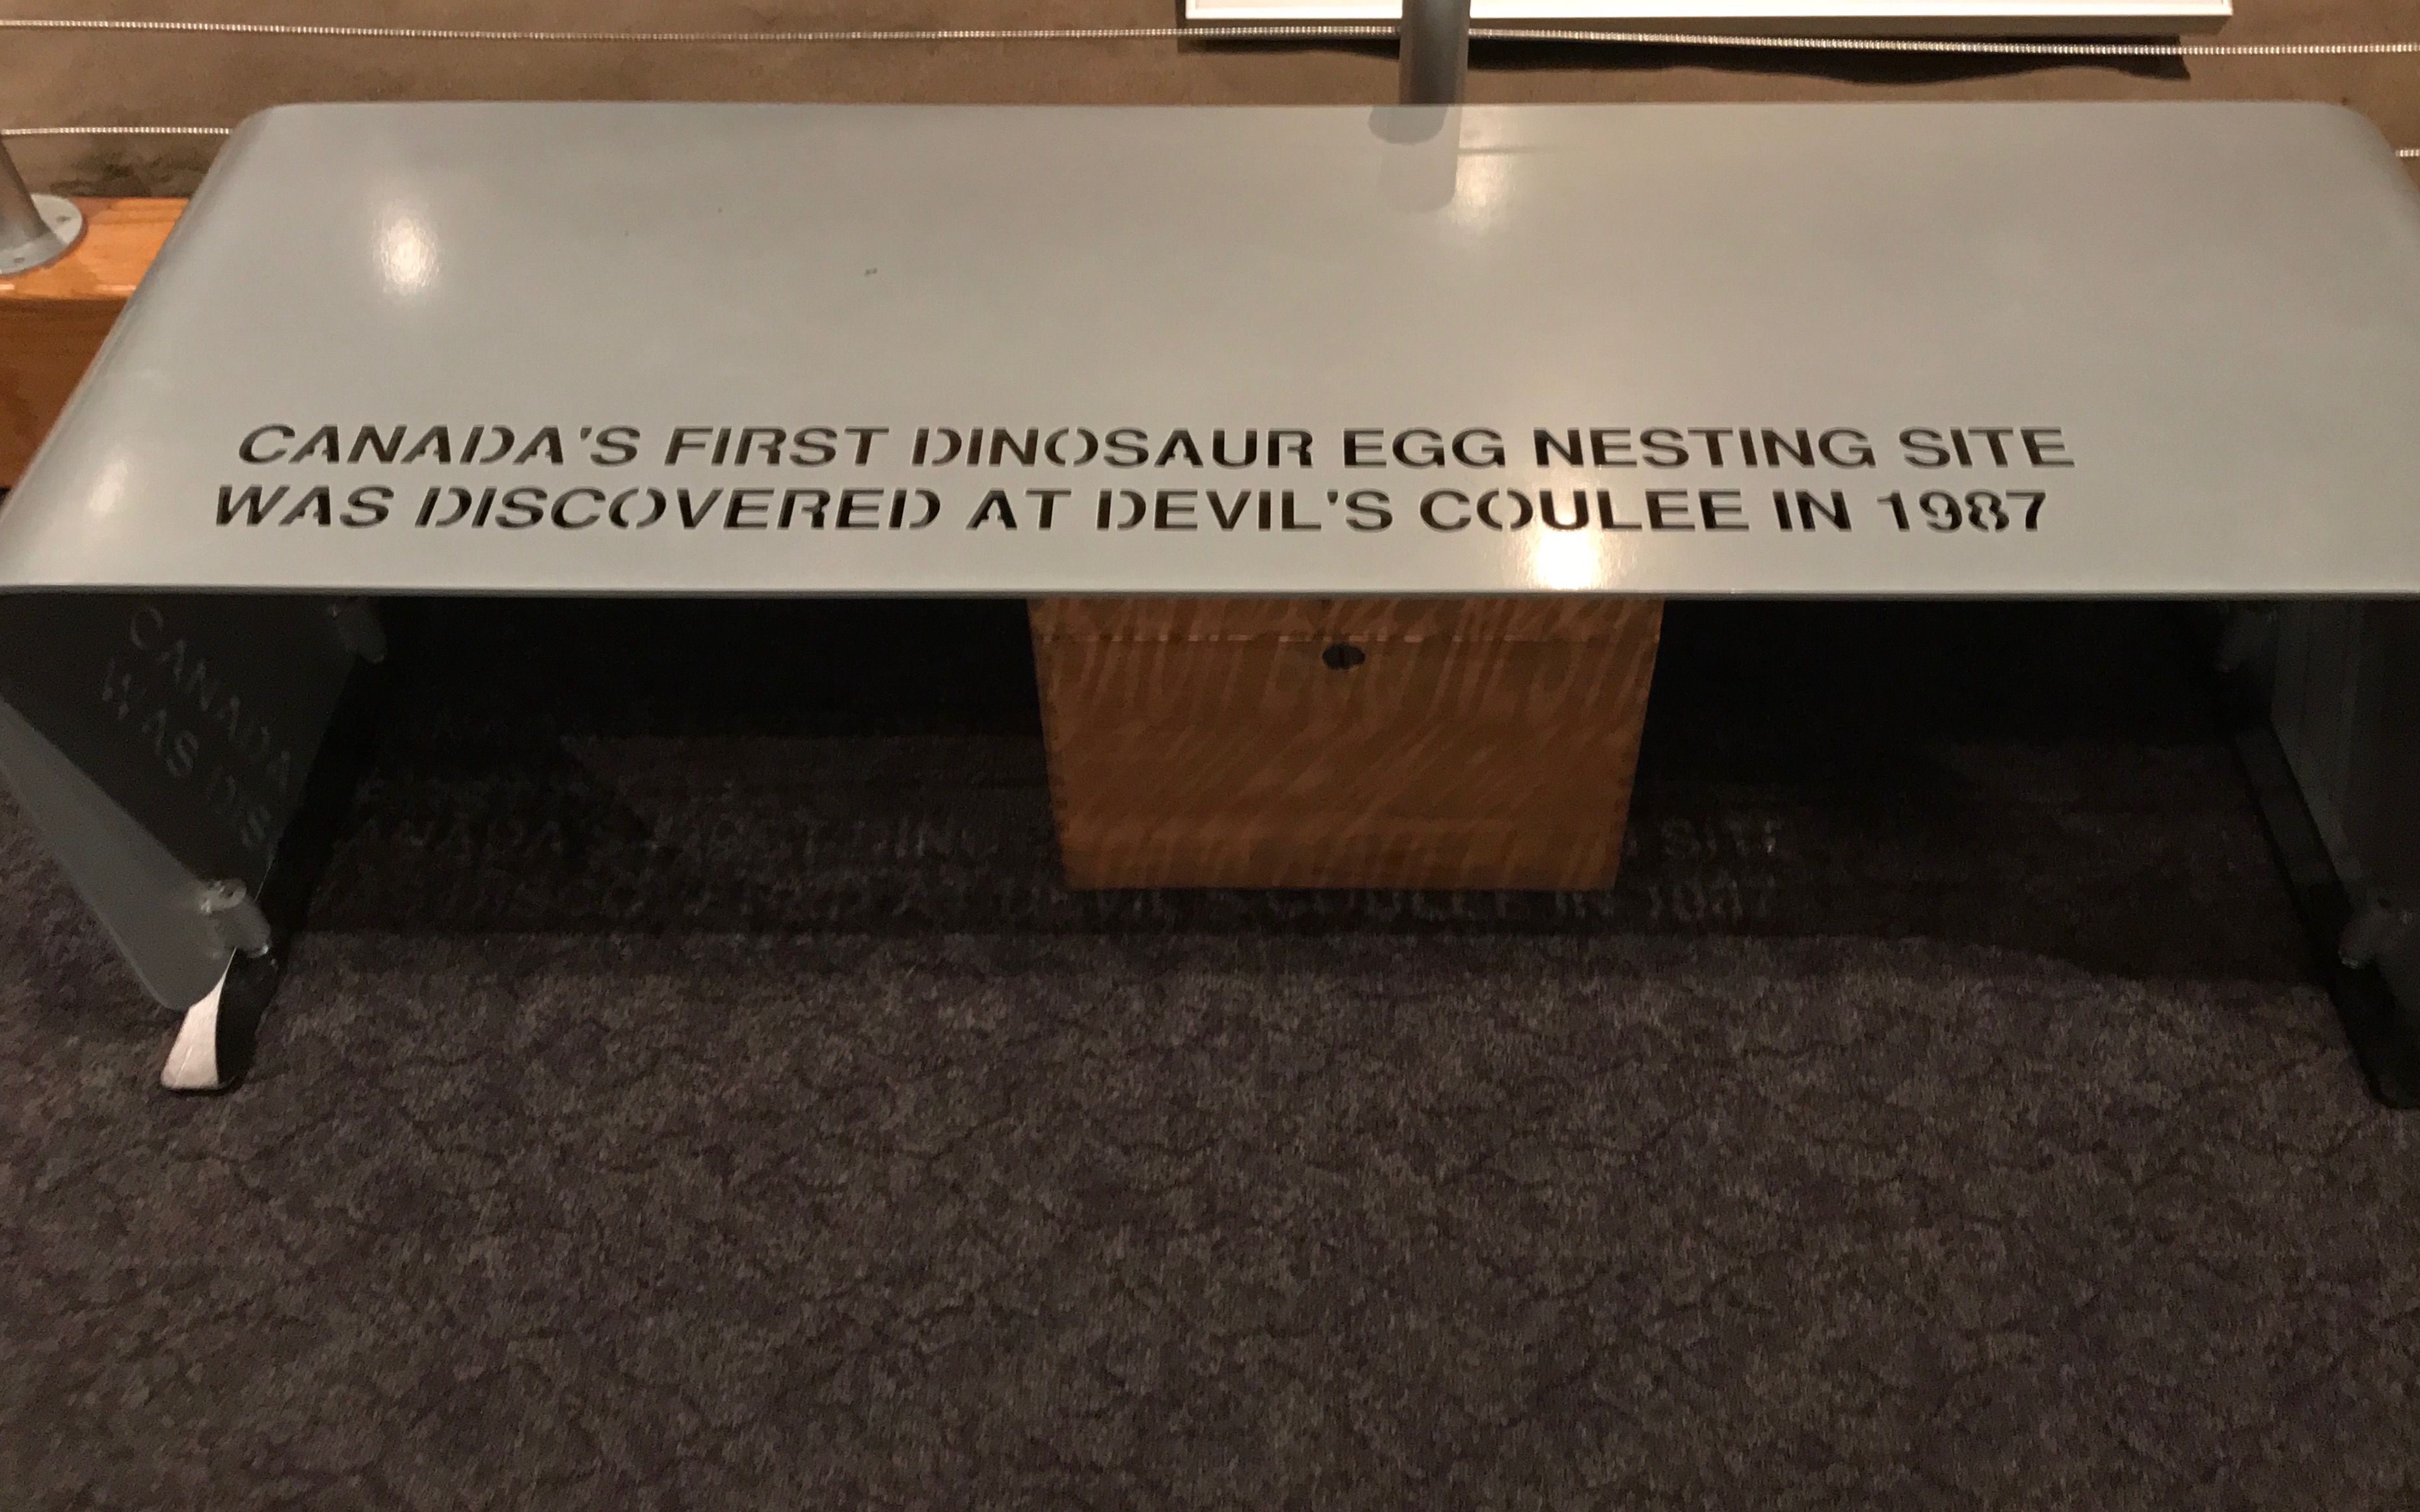 CANADA'S FIRST DINOSAUR EGG NESTING SITE
WAS DISCOVERED AT DEVIL'S COULEE IN 1987